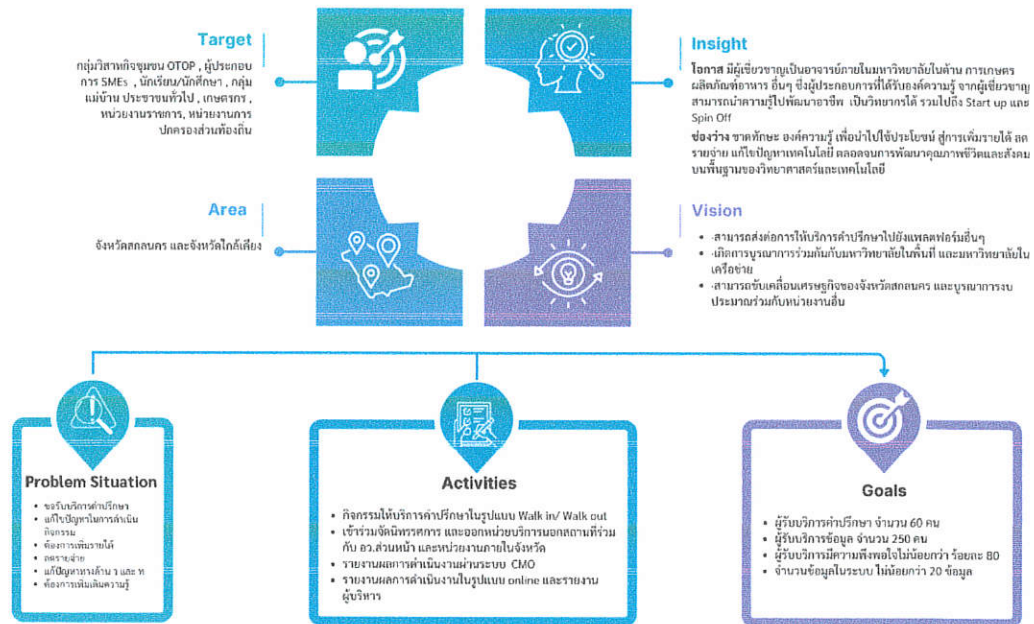 Target
กลุ่มวิสาหกิจชุมชน OTOP , ผู้ประกอบ
การ SMEs , นักเรียน/นักศึกษา , กลุ่ม
แม่บ้าน ประชาชนทั่วไป , เกษตรกร ,
หน่วยงานราชการ, หน่วยงานการ
ปกครองส่วนท้องถิ่น
Insight
โอกาส มีผู้เชี่ยวชาญเป็นอาจารย์ภายในมหาวิทยาลัยในด้าน การเกษตร
ผลิตภัณฑ์อาหาร อื่นๆ ซึ่งผู้ประกอบการที่ได้รับองค์ความรู้ จากผู้เชี่ยวชาญ
สามารถนำความรู้ไปพัฒนาอาชีพ เป็นวิทยากรได้ รวมไปถึง Start up และ
Spin Off
ช่องว่าง ขาดทักษะ องค์ความรู้ เพื่อนำไปใช้ประโยชน์ สู่การเพิ่มรายได้ ลด
รายจ่าย แก้ไขปัญหาเทคโนโลยี ตลอดจนการพัฒนาคุณภาพชีวิตและสังคม
บนพื้นฐานของวิทยาศาสตร์และเทคโนโลยี
Area
จังหวัดสกลนคร และจังหวัดใกล้เคียง
Vision
• -สามารถส่งต่อการให้บริการคำปรึกษาไปยังแพลตฟอร์มอื่นๆ
• -เกิดการบูรณาการร่วมกันกับมหาวิทยาลัยในพื้นที่ และมหาวิทยาลัยใน
เครือข่าย
• -สามารถขับเคลื่อนเศรษฐกิจของจังหวัดสกลนคร และบูรณาการงบ
ประมาณร่วมกับหน่วยงานอื่น
Problem Situation
• ขอรับบริการคำปรึกษา
• แก้ไขปัญหาในการดำเนิน
กิจกรรม
• ต้องการเพิ่มรายได้
• ลดรายจ่าย
• แก้ปัญหาทางด้าน ว และ ท
• ต้องการเพิ่มเติมความรู้
Activities
• กิจกรรมให้บริการคำปรึกษาในรูปแบบ Walk in/ Walk out
• เข้าร่วมจัดนิทรรศการ และออกหน่วยบริการนอกสถานที่ร่วม
กับ อว.ส่วนหน้า และหน่วยงานภายในจังหวัด
• รายงานผลการดำเนินงานผ่านระบบ CMO
• รายงานผลการดำเนินงานในรูปแบบ online และรายงาน
ผู้บริหาร
Goals
• ผู้รับบริการคำปรึกษา จำนวน 60 คน
• ผู้รับบริการข้อมูล จำนวน 250 คน
• ผู้รับบริการมีความพึงพอใจไม่น้อยกว่า ร้อยละ 80
• จำนวนข้อมูลในระบบ ไม่น้อยกว่า 20 ข้อมูล